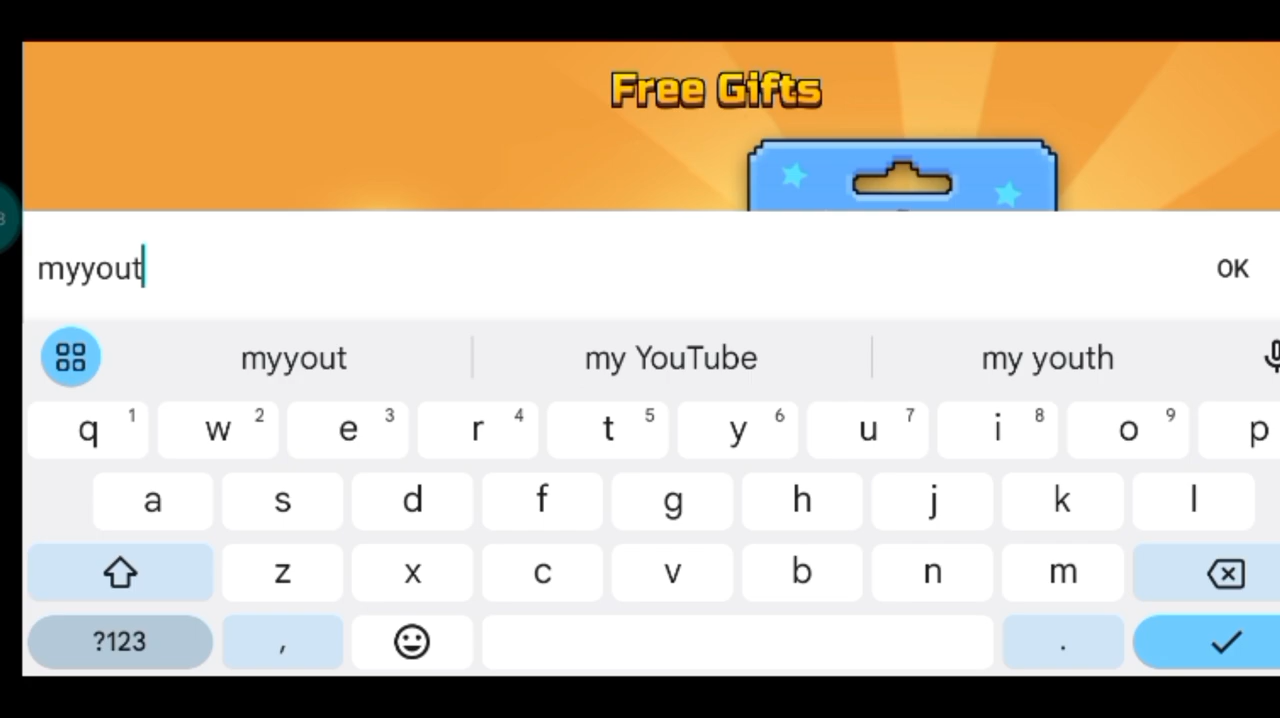 Free Gifts
myyout OK
myyout my YouTube my youth
q 1 w 2 e 3 r 4 t 5 y 6 u 7 i 8 o 9 p
a s d f g h j k l
z x c v b n m
?123 , .